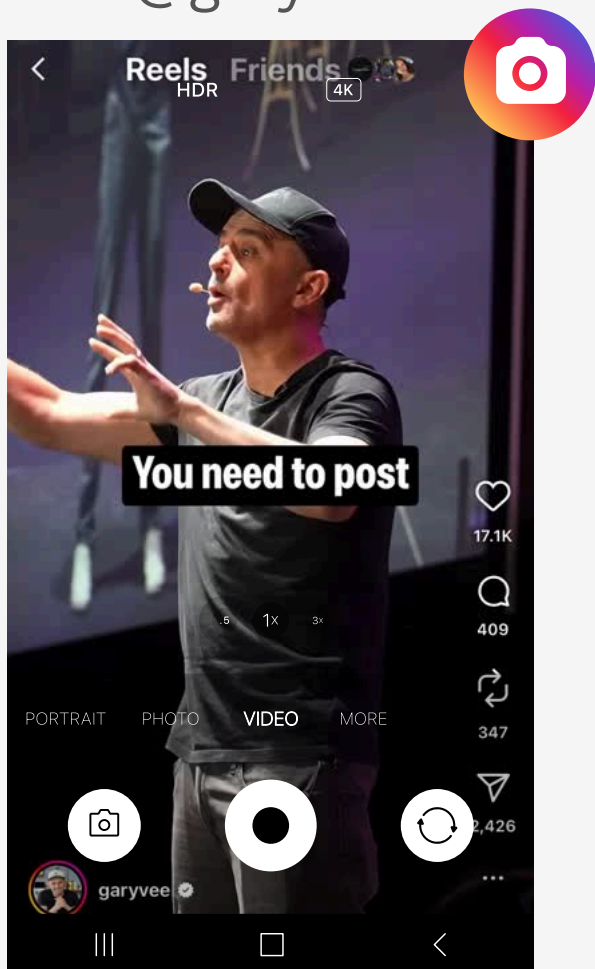 Reels Friends
HDR 4K
You need to post
17.1K
409
.5 1X 3X
347
PORTRAIT PHOTO VIDEO MORE
2,426
garyvee